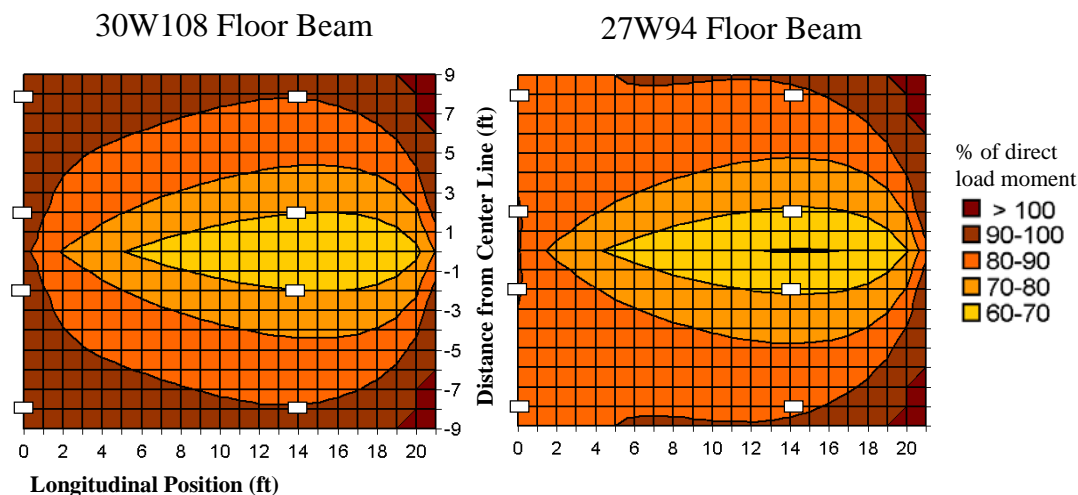 30W108 Floor Beam
27W94 Floor Beam
9
7
5
3
1
-1
-3
-5
-7
-9
Distance from Center Line (ft)
% of direct
load moment
> 100
90-100
80-90
70-80
60-70
0 2 4 6 8 10 12 14 16 18 20
0 2 4 6 8 10 12 14 16 18 20
Longitudinal Position (ft)